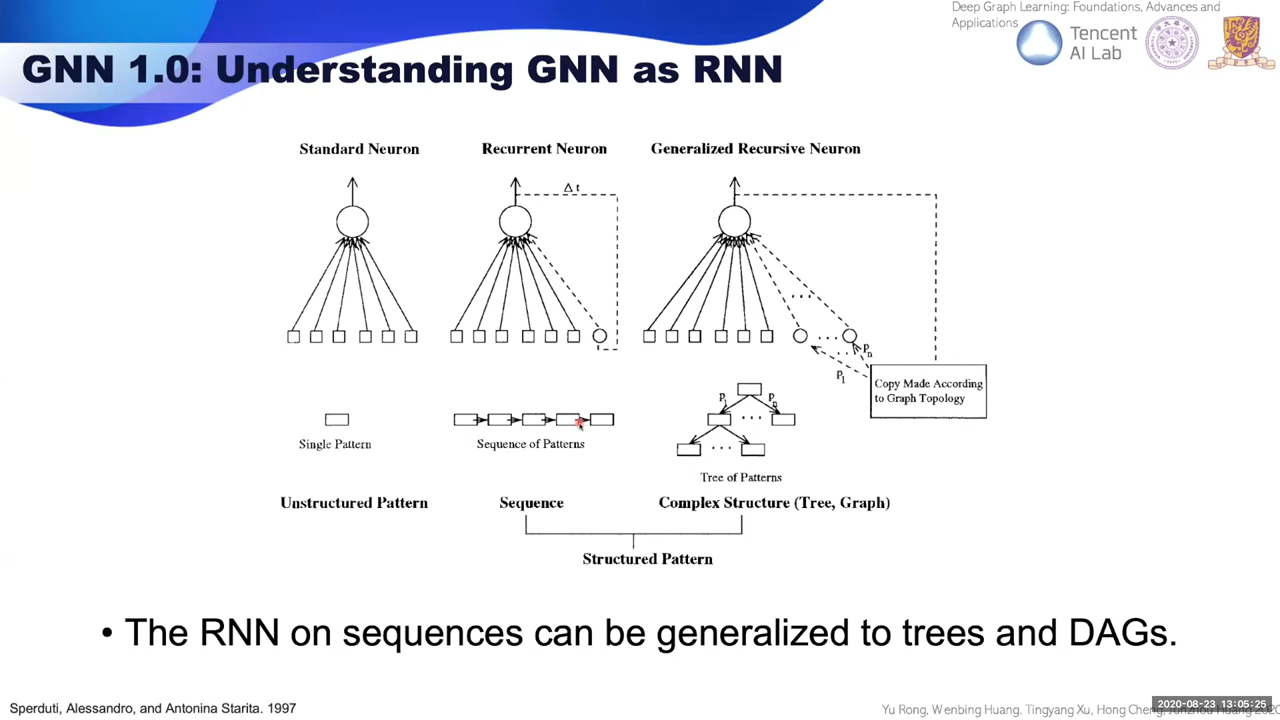 Deep Graph Learning: Foundations, Advances and
Applications
Tencent
AI Lab
GNN 1.0: Understanding GNN as RNN
Standard Neuron
Recurrent Neuron
Generalized Recursive Neuron
Δ t
...
...
...
Pn
P1
Copy Made According
to Graph Topology
Pn
...
...
...
Single Pattern
Sequence of Patterns
Tree of Patterns
Unstructured Pattern
Sequence
Complex Structure (Tree, Graph)
Structured Pattern
• The RNN on sequences can be generalized to trees and DAGs.
Sperduti, Alessandro, and Antonina Starita. 1997
2020-08-23 13:05:25
Yu Rong, Wenbing Huang, Tingyang Xu, Hong Cheng,